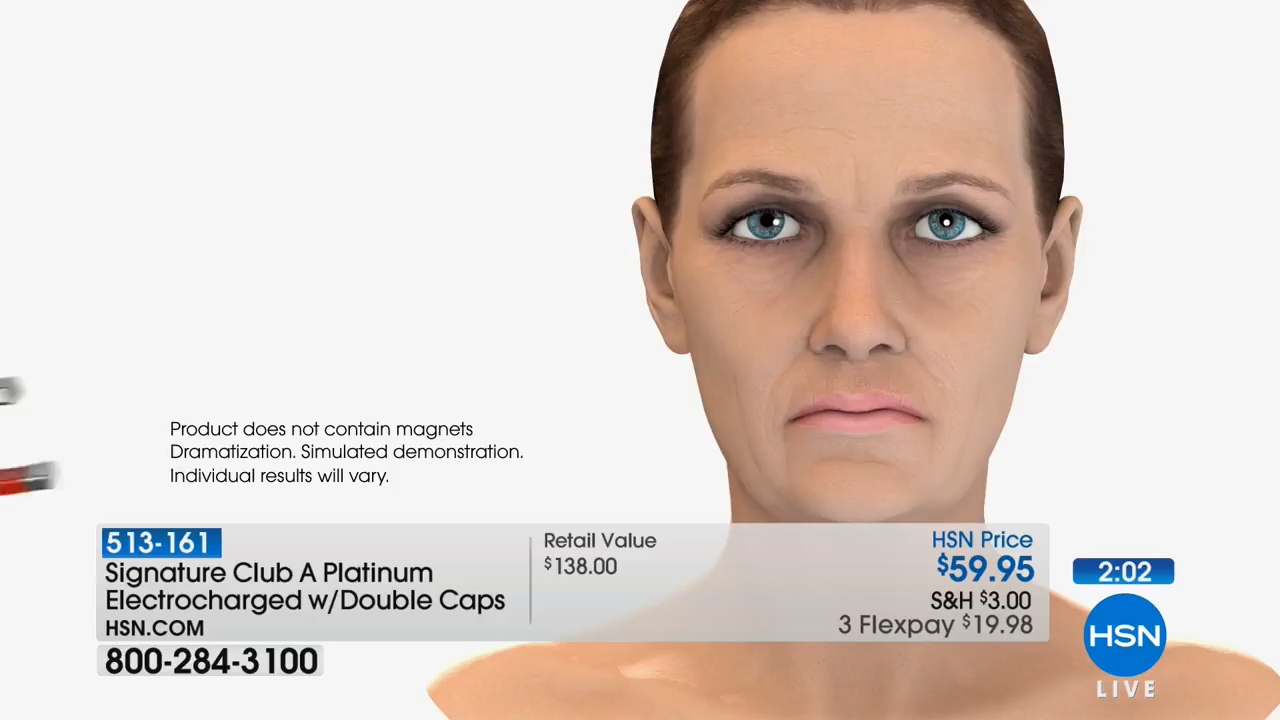 Product does not contain magnets
Dramatization. Simulated demonstration.
Individual results will vary.
513-161
Signature Club A Platinum
Electrocharged w/Double Caps
HSN.COM
800-284-3100
Retail Value
$138.00
HSN Price
$59.95
S&H $3.00
3 Flexpay $19.98
2:02
HSN
LIVE